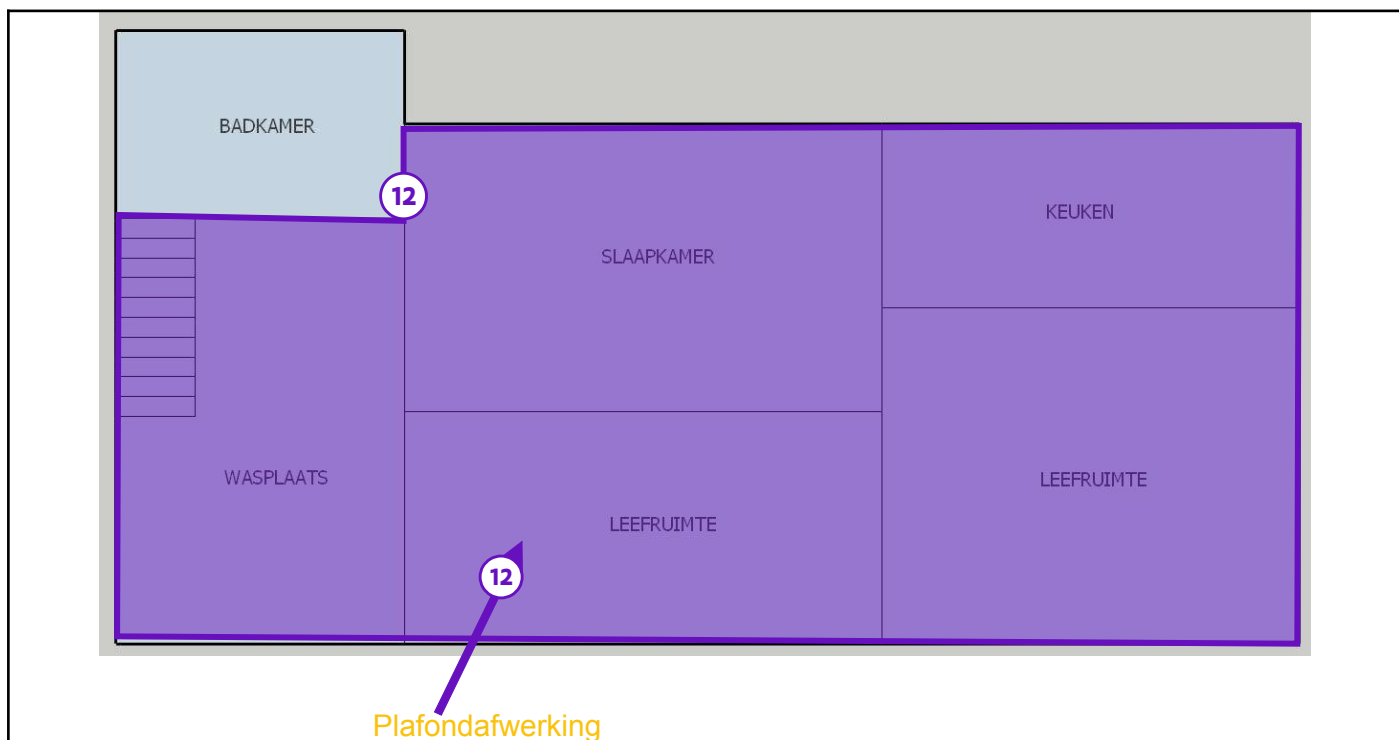 BADKAMER
12
KEUKEN
SLAAPKAMER
WASPLAATS
LEEFRUIMTE
LEEFRUIMTE
12
Plafondafwerking